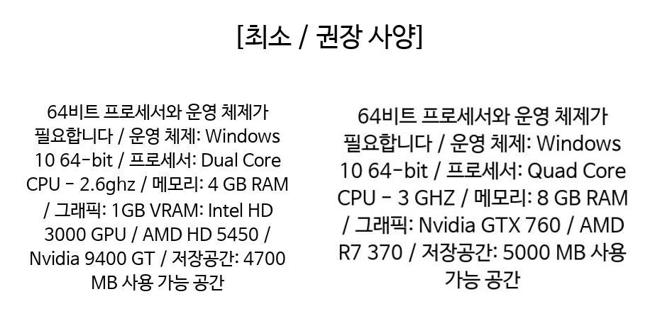 [최소 / 권장 사양]
64비트 프로세서와 운영 체제가
필요합니다 / 운영 체제: Windows
10 64-bit / 프로세서: Dual Core
CPU - 2.6ghz / 메모리: 4 GB RAM
/ 그래픽: 1GB VRAM: Intel HD
3000 GPU / AMD HD 5450 /
Nvidia 9400 GT / 저장공간: 4700
MB 사용 가능 공간
64비트 프로세서와 운영 체제가
필요합니다 / 운영 체제: Windows
10 64-bit / 프로세서: Quad Core
CPU - 3 GHZ / 메모리: 8 GB RAM
/ 그래픽: Nvidia GTX 760 / AMD
R7 370 / 저장공간: 5000 MB 사용
가능 공간